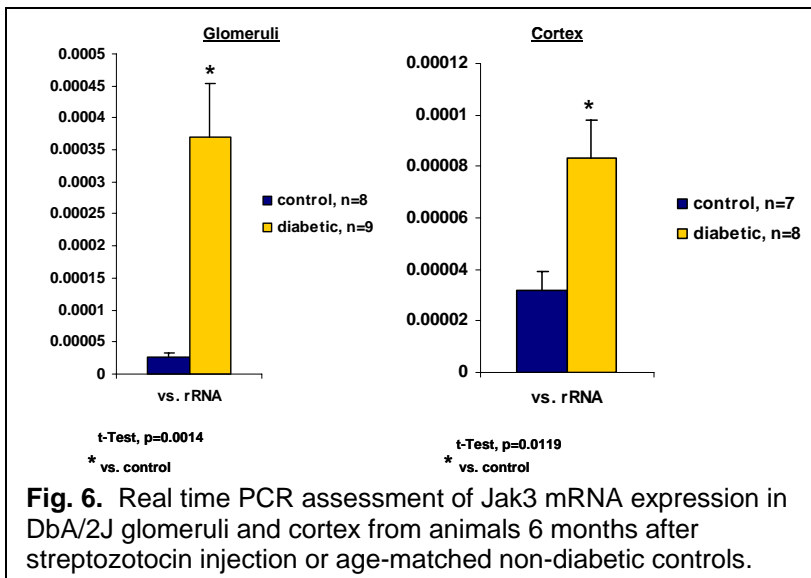 Glomeruli
0.0005
0.00045
0.0004
0.00035
0.0003
0.00025
0.0002
0.00015
0.0001
0.00005
0
*
vs. rRNA
control, n=8
diabetic, n=9
t-Test, p=0.0014
* vs. control
Cortex
0.00012
0.0001
0.00008
0.00006
0.00004
0.00002
0
*
vs. rRNA
control, n=7
diabetic, n=8
t-Test, p=0.0119
* vs. control
Fig. 6. Real time PCR assessment of Jak3 mRNA expression in
DbA/2J glomeruli and cortex from animals 6 months after
streptozotocin injection or age-matched non-diabetic controls.